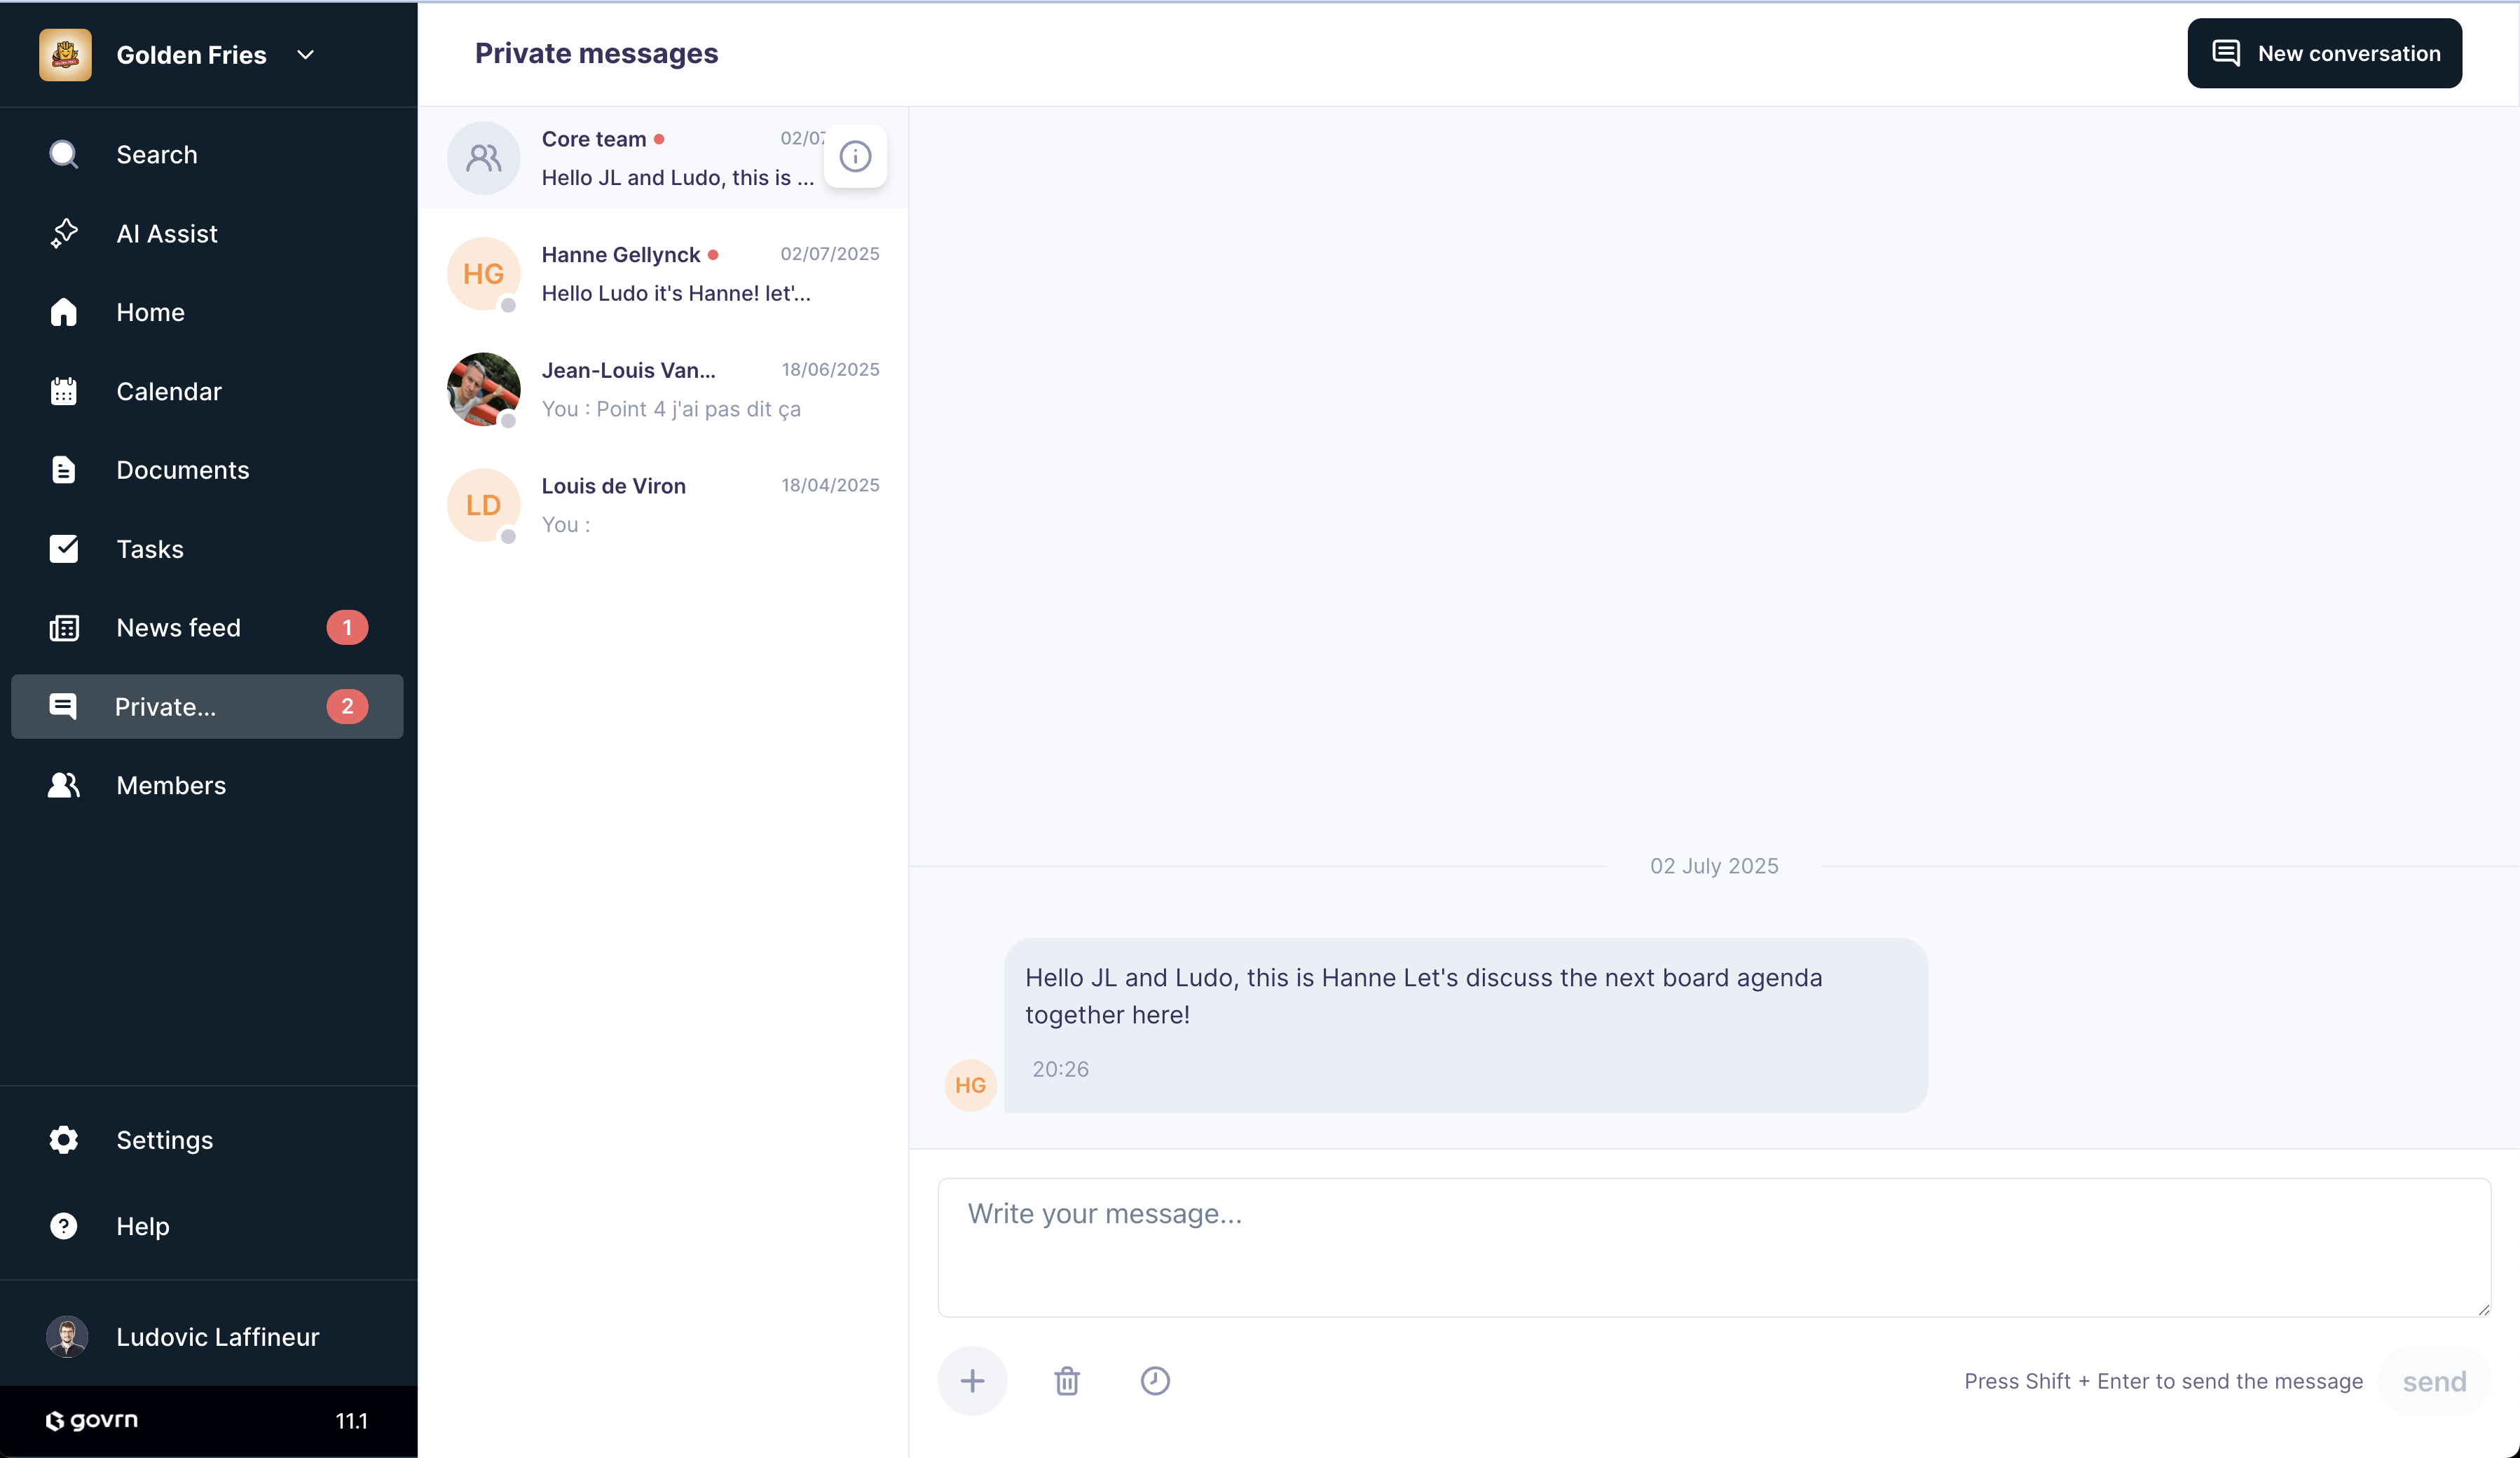 Golden Fries
Search
AI Assist
Home
Calendar
Documents
Tasks
News feed 1
Private... 2
Members
Settings
Help
Ludovic Laffineur
govrn 11.1
Private messages
New conversation
Core team 02/07
Hello JL and Ludo, this is ...
HG
Hanne Gellynck 02/07/2025
Hello Ludo it's Hanne! let'...
Jean-Louis Van... 18/06/2025
You : Point 4 j'ai pas dit ça
LD
Louis de Viron 18/04/2025
You :
02 July 2025
Hello JL and Ludo, this is Hanne Let's discuss the next board agenda
together here!
20:26
HG
Write your message...
Press Shift + Enter to send the message
send